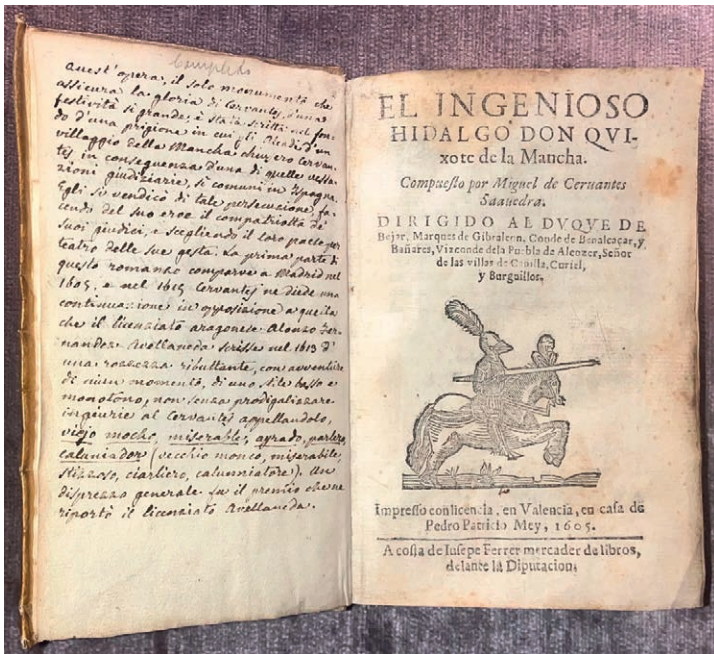 Completo
Quest'opera, il solo monumento che
assicura la gloria di Cervantes, d'una
festività sì grande, è stata scritta nel fon-
do d'una prigione in cui gli Alcadi d'un
villaggio della Mancha chiusero Cervan-
tes in conseguenza d'una di quelle vessa-
zioni giudiziarie, sì comuni in Ispagna.
Egli si vendicò di tale persecuzione, fa-
cendo del suo eroe il compatriotta de'
suoi giudici, e scegliendo il loro paese per
teatro delle sue gesta. La prima parte di
questo romanzo comparve a Madrid nel
1605, e nel 1615 Cervantes ne diede una
continuazione in opposizione a quella
che il licenziato aragonese Alonzo Fer-
nandez Avellaneda scrisse nel 1613 d'
una rozzezza ributtante, con avventure
di niun momento, di uno stile basso e
monotono, non senza prodigalizzare
ingiurie al Cervantes appellandolo,
viejo mocho, miserable, ayrado, parlero,
caluniador (vecchio monco, miserabile,
stizzoso, ciarliero, calunniatore). Un
disprezzo generale fu il premio che ne
riportò il licenziato Avellaneda.
EL INGENIOSO
HIDALGO DON QVI-
xote de la Mancha.
Compuesto por Miguel de Ceruantes
Saauedra.
DIRIGIDO AL DVQVE DE
Bejar, Marques de Gibraleon, Conde de Benalcaçar, y
Bañares, Vizconde de la Puebla de Alcozer, Señor
de las villas de Capilla, Curiel,
y Burguillos.
Impresso con licencia, en Valencia, en casa de
Pedro Patricio Mey, 1605.
A costa de Iusepe Ferrer mercader de libros,
delante la Diputacion.